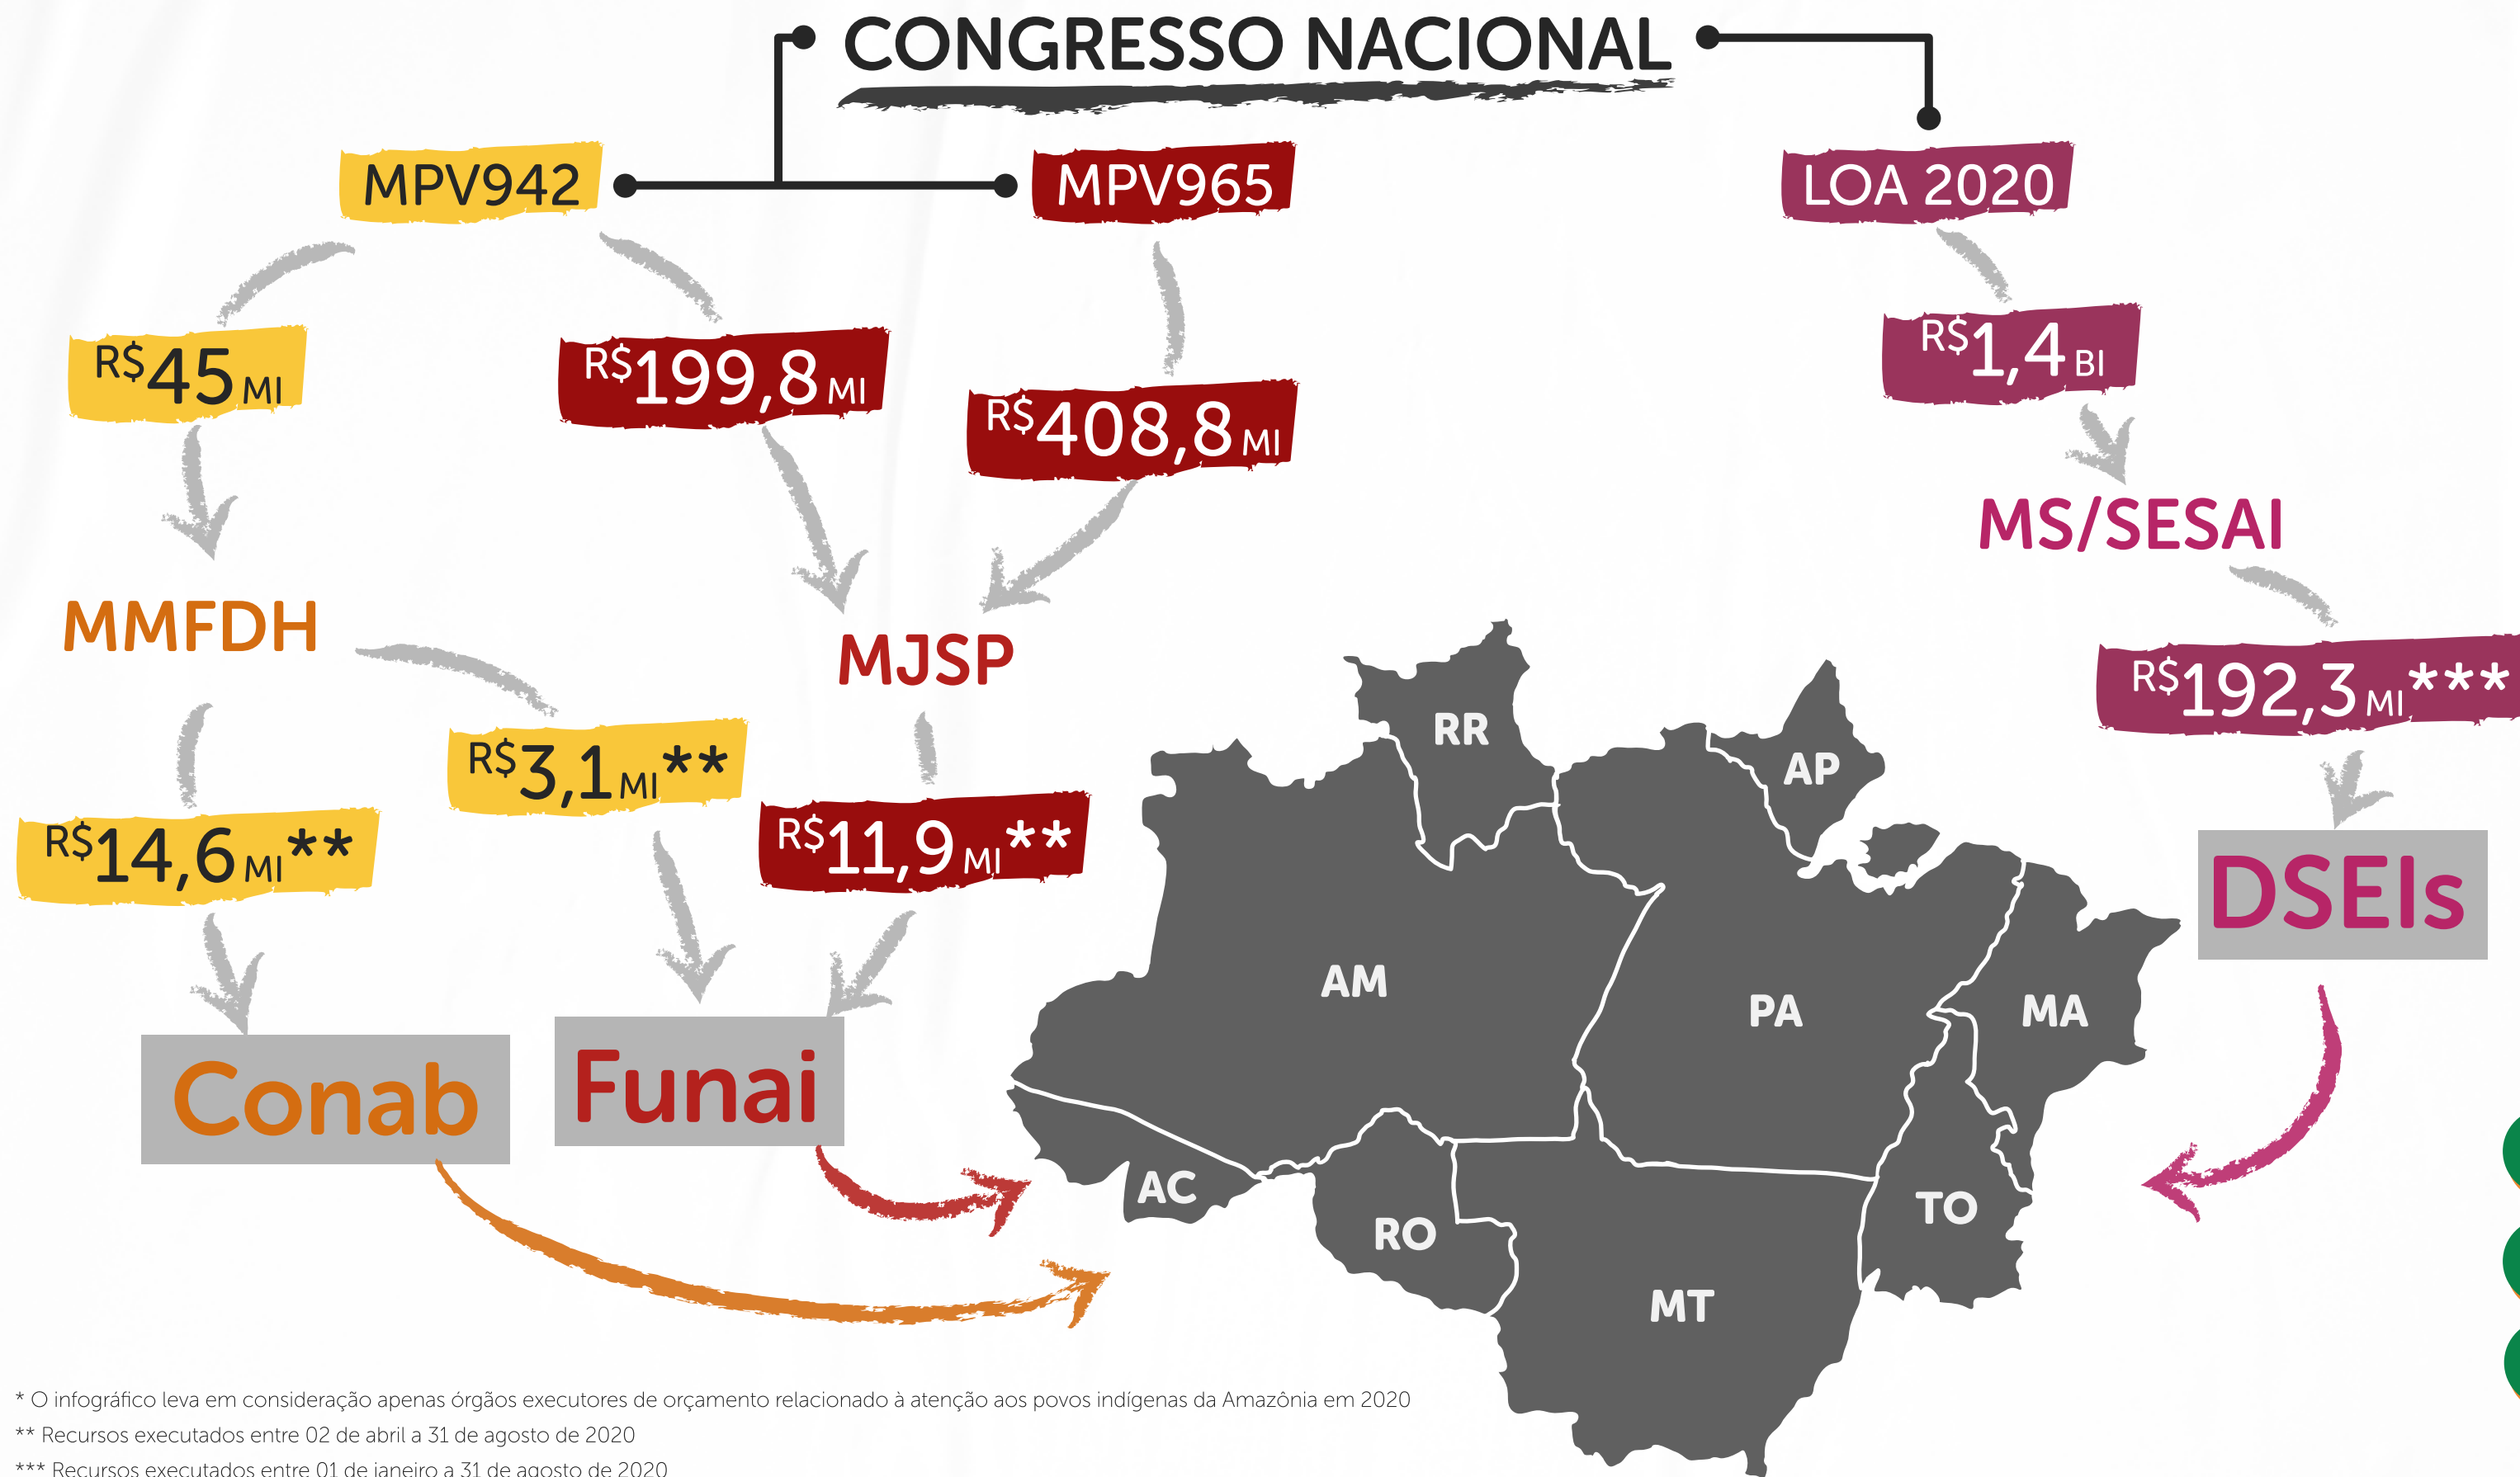 CONGRESSO NACIONAL
MPV942
MPV965
LOA 2020
R$45 MI
R$199,8 MI
R$408,8 MI
R$1,4 BI
MS/SESAI
MMFDH
MJSP
R$192,3 MI***
R$3,1 MI**
R$11,9 MI**
R$14,6 MI**
DSEIs
Conab
Funai
RR
AP
AM
PA
MA
AC
RO
TO
MT
* O infográfico leva em consideração apenas órgãos executores de orçamento relacionado à atenção aos povos indígenas da Amazônia em 2020
** Recursos executados entre 02 de abril a 31 de agosto de 2020
*** Recursos executados entre 01 de janeiro a 31 de agosto de 2020